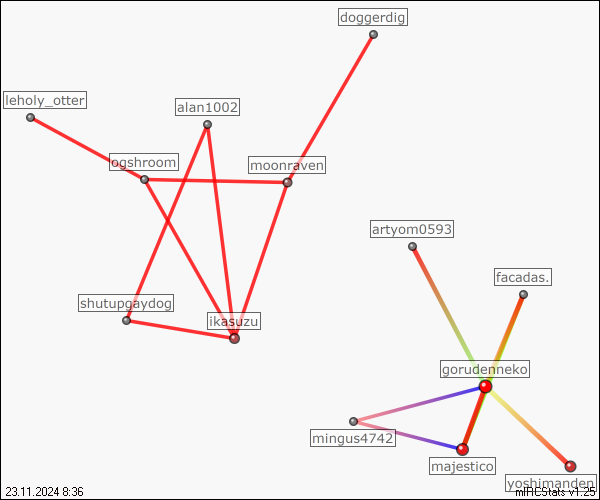 doggerdig
leholy_otter
alan1002
ogshroom
moonraven
artyom0593
facadas.
shutupgaydog
ikasuzu
gorudenneko
mingus4742
majestico
yoshimanden
23.11.2024 8:36
mIRCStats v1.25